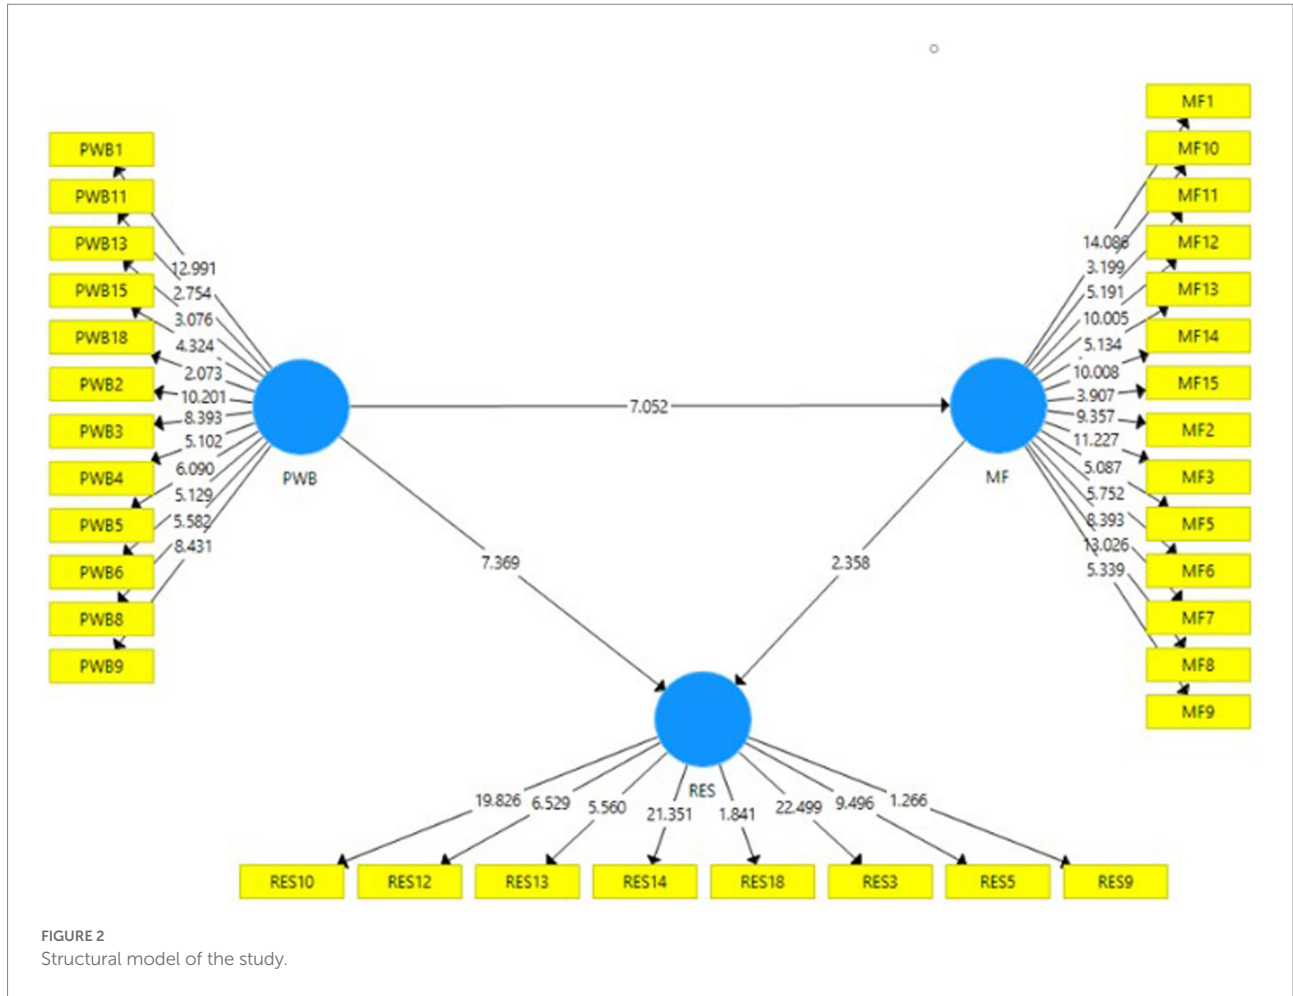 MF1
PWB1
MF10
PWB11
MF11
PWB13
14.086
MF12
12.991
3.199
PWB15
2.754
5.191
MF13
3.076
10.005
PWB18
4.324
5.134
MF14
2.073
10.008
PWB2
10.201
3.907
MF15
7.052
8.393
9.357
PWB3
5.102
11.227
MF2
6.090
5.087
PWB4
PWB
MF
MF3
5.129
5.752
PWB5
5.582
8.393
MF5
8.431
13.026
PWB6
7.369
2.358
5.339
MF6
PWB8
MF7
PWB9
MF8
MF9
RES
19.826 6.529 5.560 21.351 1.841 22.499 9.496 1.266
RES10 RES12 RES13 RES14 RES18 RES3 RES5 RES9
FIGURE 2
Structural model of the study.